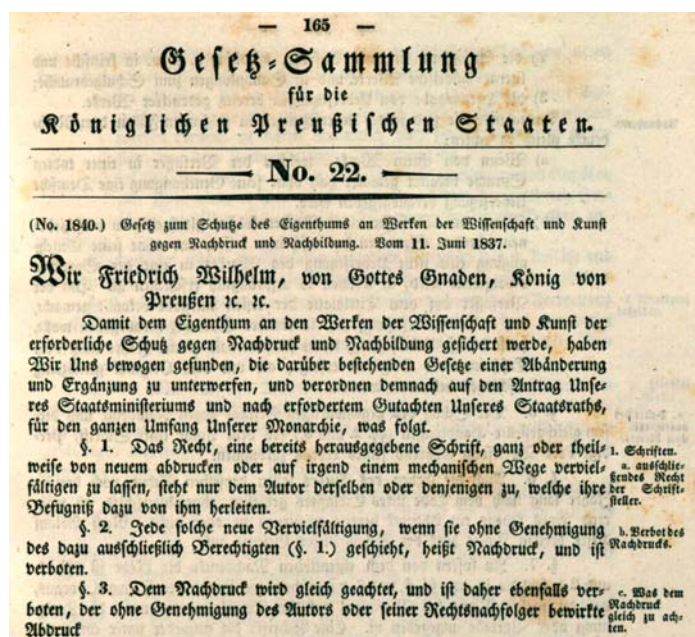 — 165 —
Gesetz-Sammlung
für die
Königlichen Preußischen Staaten.
No. 22.
(No. 1840.) Gesetz zum Schutze des Eigenthums an Werken der Wissenschaft und Kunst
gegen Nachdruck und Nachbildung. Vom 11. Juni 1837.
Wir Friedrich Wilhelm, von Gottes Gnaden, König von
Preußen ꝛc. ꝛc.
Damit dem Eigenthum an den Werken der Wissenschaft und Kunst der
erforderliche Schutz gegen Nachdruck und Nachbildung gesichert werde, haben
Wir Uns bewogen gefunden, die darüber bestehenden Gesetze einer Abänderung
und Ergänzung zu unterwerfen, und verordnen demnach auf den Antrag Unse-
res Staatsministeriums und nach erfordertem Gutachten Unseres Staatsraths,
für den ganzen Umfang Unserer Monarchie, was folgt.
§. 1. Das Recht, eine bereits herausgegebene Schrift, ganz oder theil-
weise von neuem abdrucken oder auf irgend einem mechanischen Wege verviel-
fältigen zu lassen, steht nur dem Autor derselben oder denjenigen zu, welche ihre
Befugniß dazu von ihm herleiten.
1. Schriften.
a. ausschlie-
ßendes Recht
der Schrift-
steller.
§. 2. Jede solche neue Vervielfältigung, wenn sie ohne Genehmigung
des dazu ausschließlich Berechtigten (§. 1.) geschieht, heißt Nachdruck, und ist
verboten.
b. Verbot des
Nachdrucks.
§. 3. Dem Nachdruck wird gleich geachtet, und ist daher ebenfalls ver-
boten, der ohne Genehmigung des Autors oder seiner Rechtsnachfolger bewirkte
Abdruck
c. Was dem
Nachdruck
gleich zu ach-
ten.